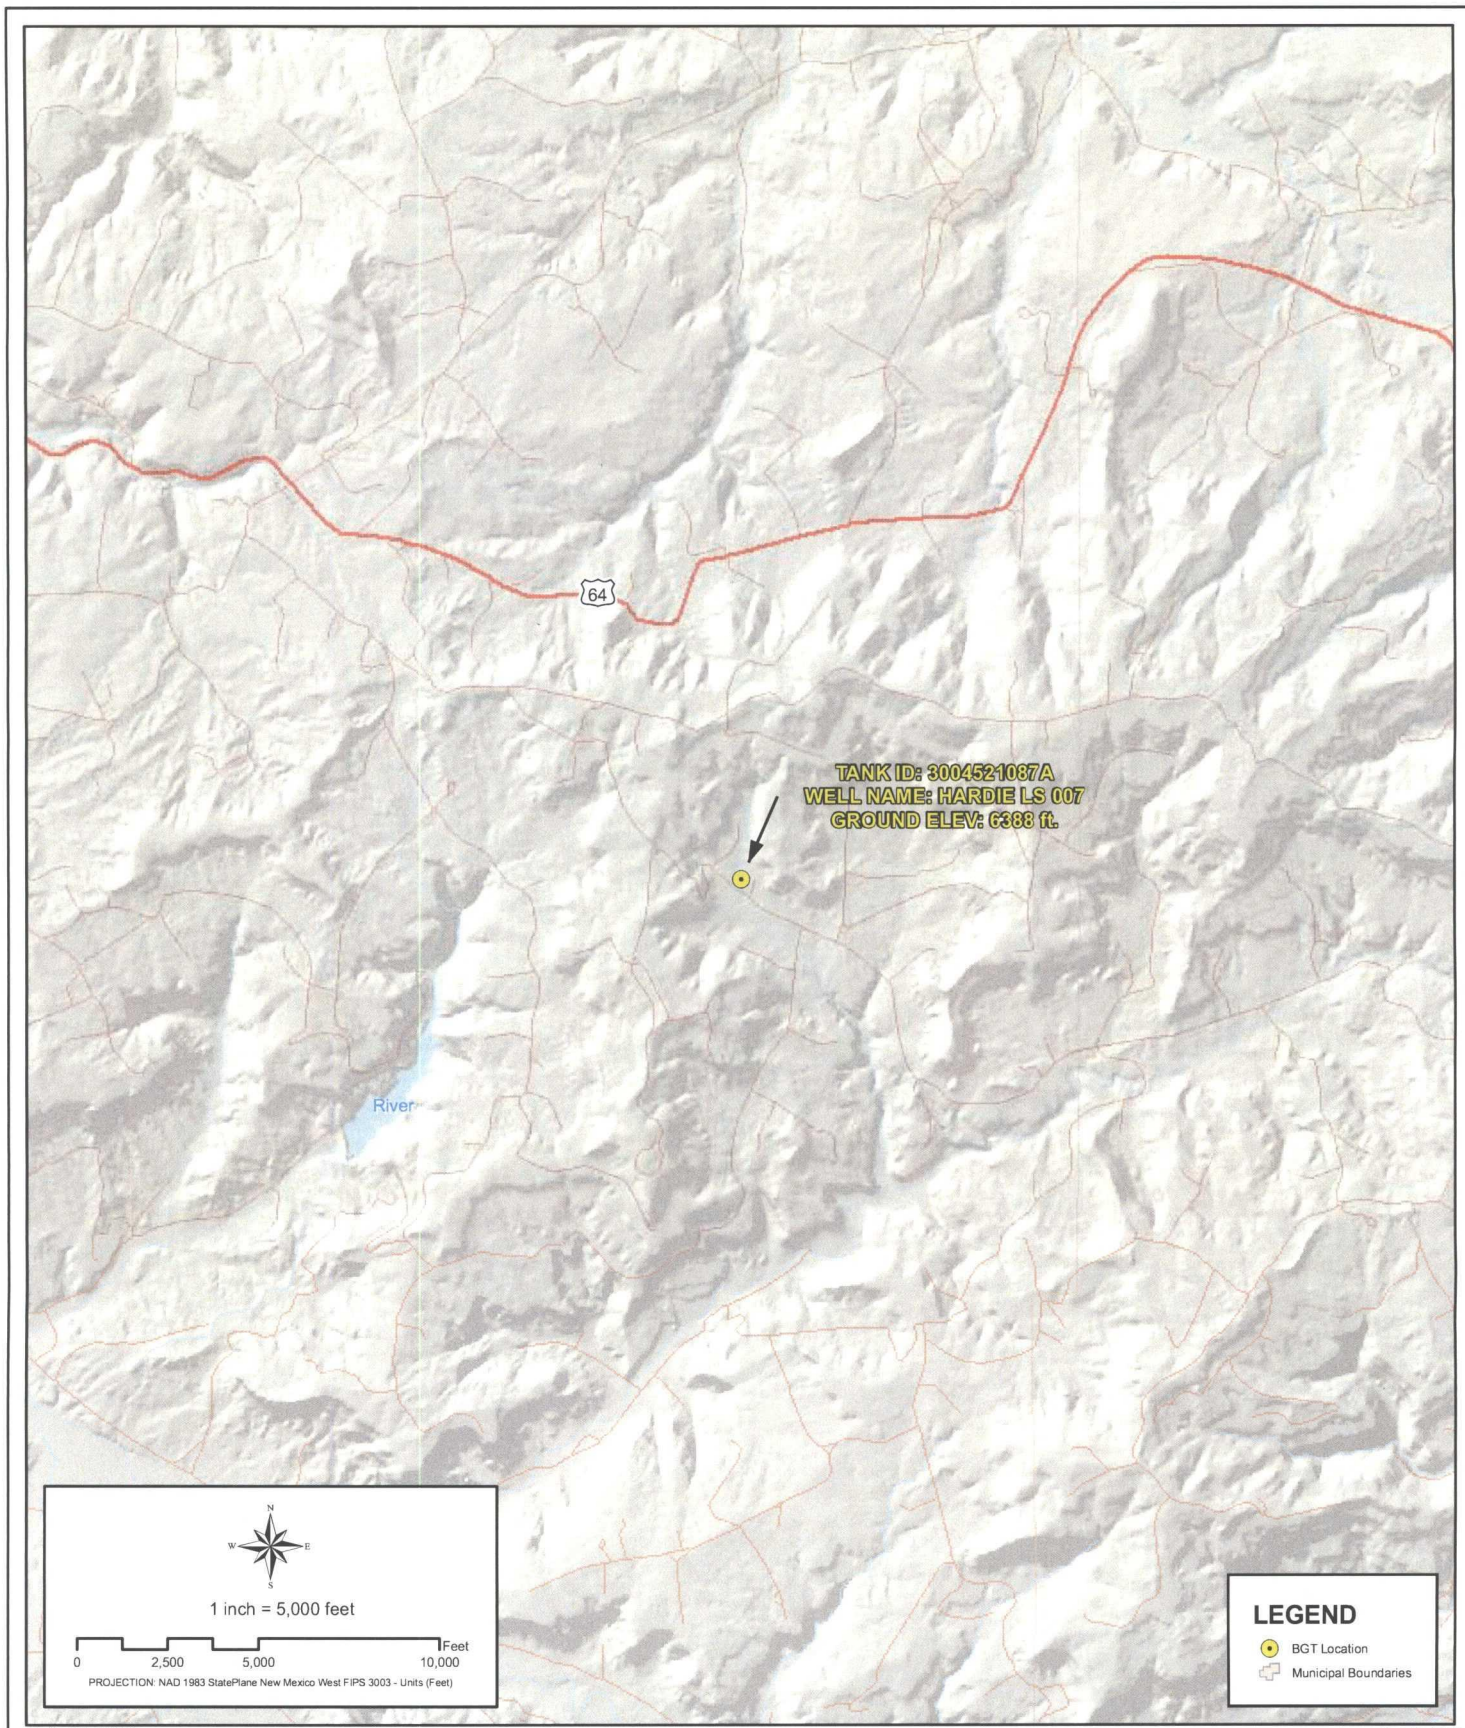 64
TANK ID: 3004521087A
WELL NAME: HARDIE LS 007
GROUND ELEV: 6388 ft.
River
N
W E
S
1 inch = 5,000 feet
Feet
0 2,500 5,000 10,000
PROJECTION: NAD 1983 StatePlane New Mexico West FIPS 3003 - Units (Feet)
LEGEND
BGT Location
Municipal Boundaries